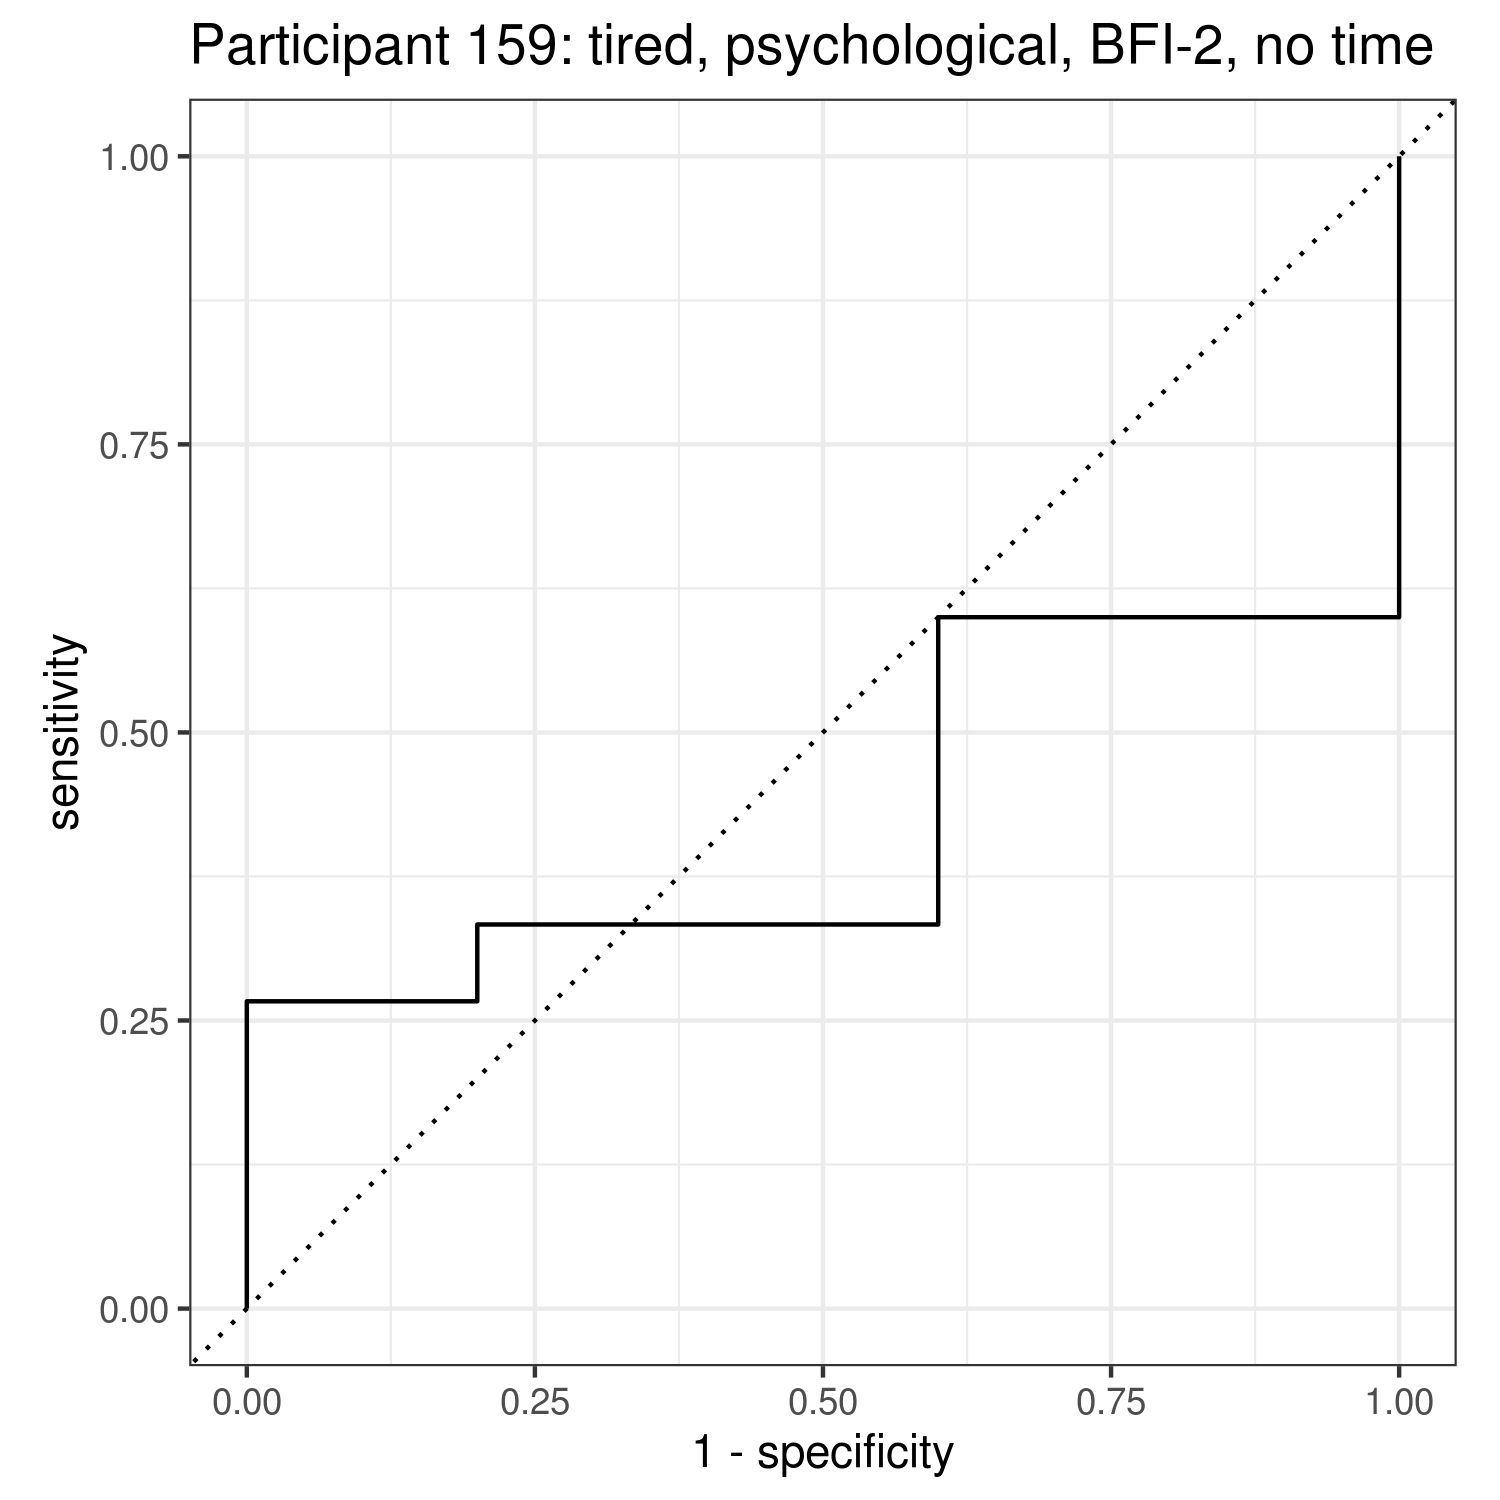 Participant 159: tired, psychological, BFI-2, no time
1.00
0.75
0.50
0.25
0.00
sensitivity
0.00 0.25 0.50 0.75 1.00
1 - specificity